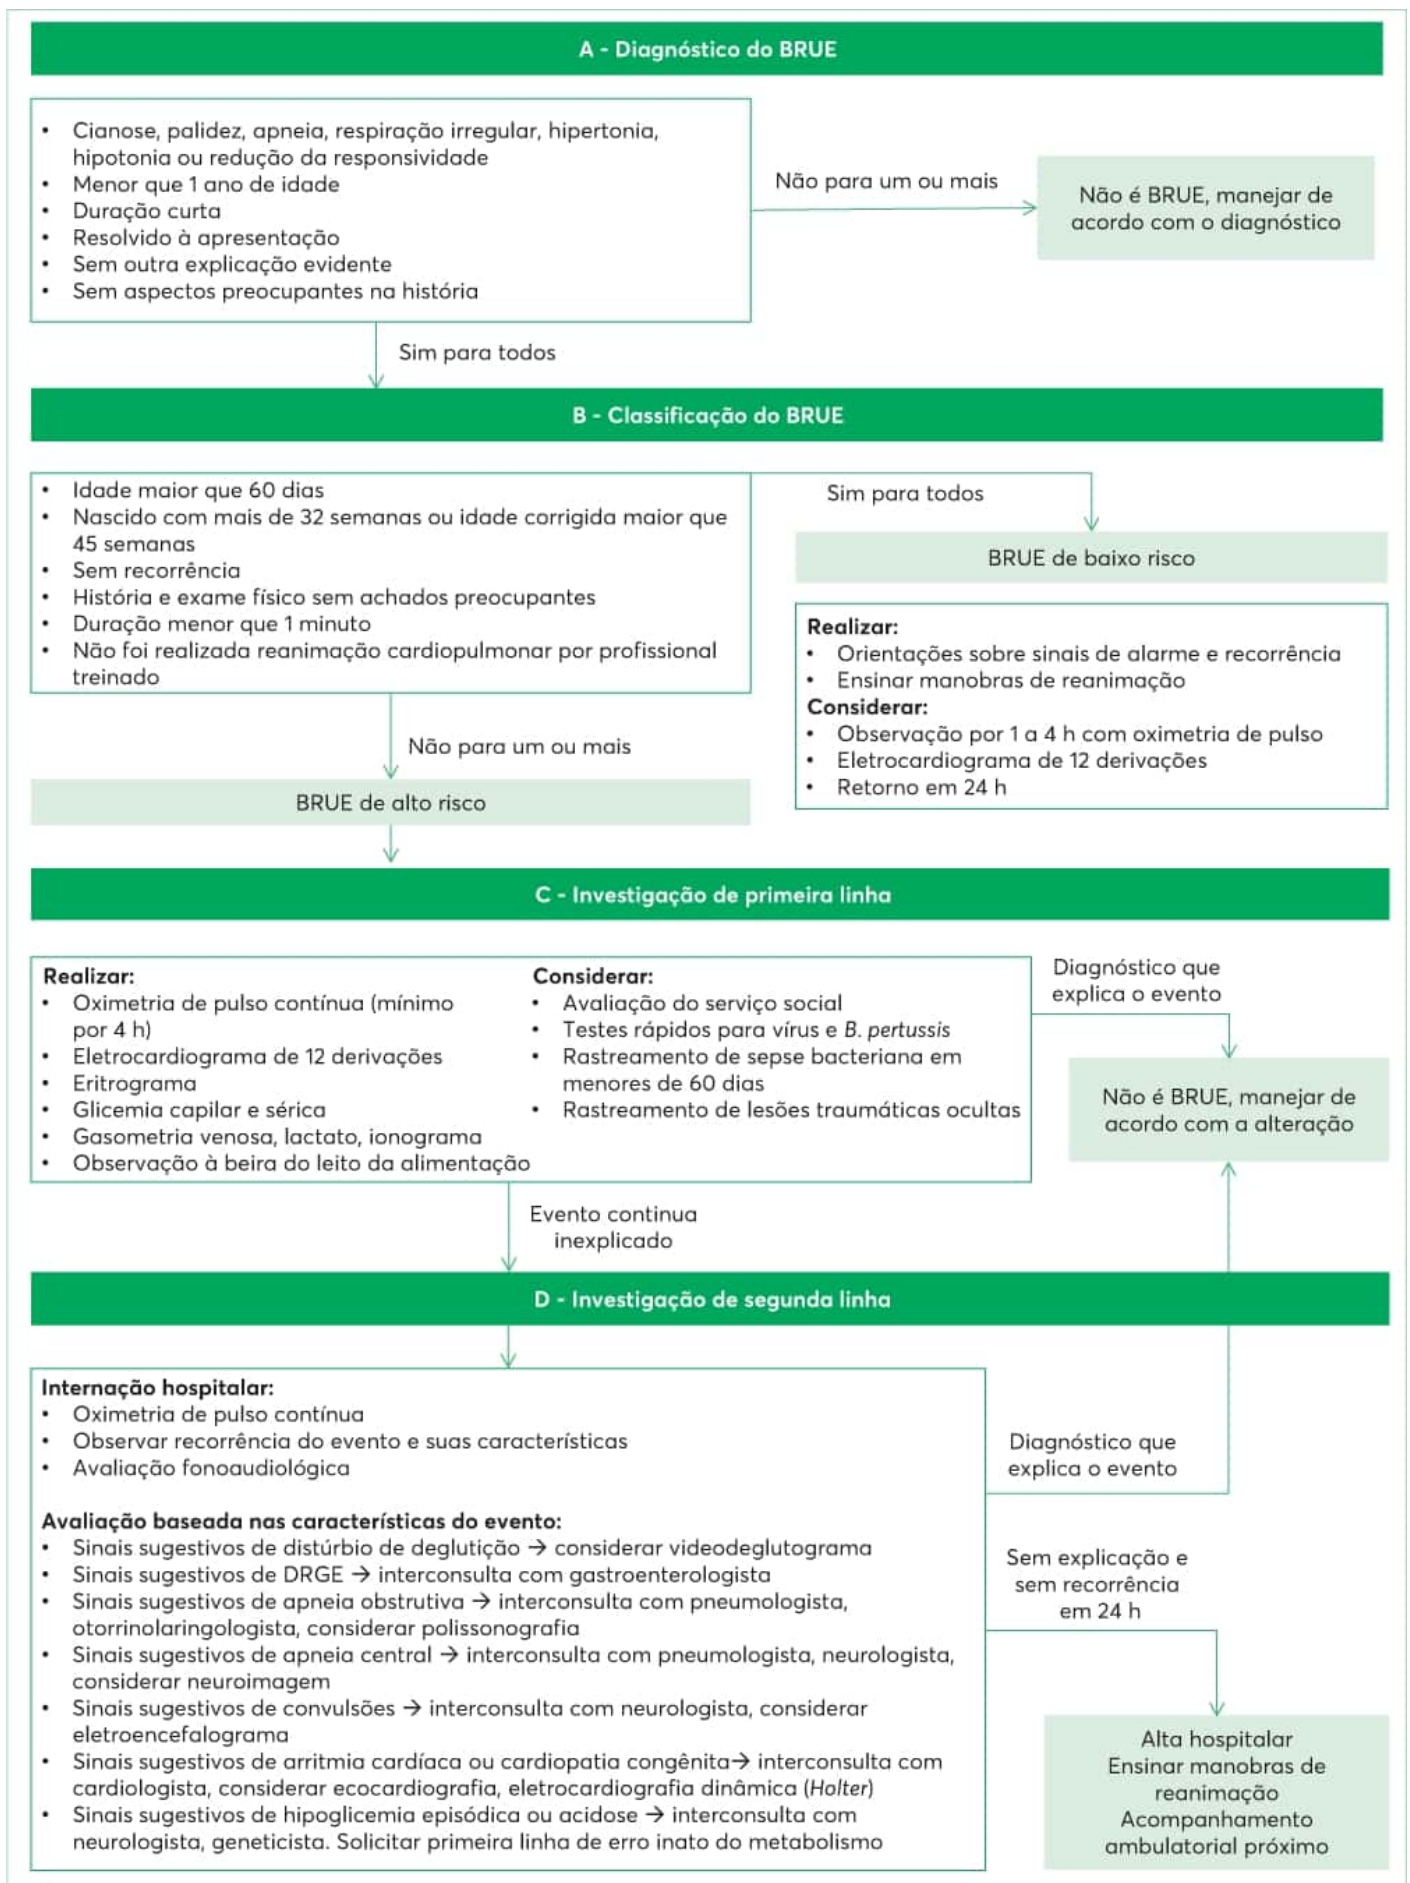 A - Diagnóstico do BRUE
• Cianose, palidez, apneia, respiração irregular, hipertonia,
hipotonia ou redução da responsividade
• Menor que 1 ano de idade
• Duração curta
• Resolvido à apresentação
• Sem outra explicação evidente
• Sem aspectos preocupantes na história
Não para um ou mais
Não é BRUE, manejar de
acordo com o diagnóstico
Sim para todos
B - Classificação do BRUE
• Idade maior que 60 dias
• Nascido com mais de 32 semanas ou idade corrigida maior que
45 semanas
• Sem recorrência
• História e exame físico sem achados preocupantes
• Duração menor que 1 minuto
• Não foi realizada reanimação cardiopulmonar por profissional
treinado
Sim para todos
BRUE de baixo risco
Realizar:
• Orientações sobre sinais de alarme e recorrência
• Ensinar manobras de reanimação
Considerar:
• Observação por 1 a 4 h com oximetria de pulso
• Eletrocardiograma de 12 derivações
• Retorno em 24 h
Não para um ou mais
BRUE de alto risco
C - Investigação de primeira linha
Realizar:
• Oximetria de pulso contínua (mínimo
por 4 h)
• Eletrocardiograma de 12 derivações
• Eritrograma
• Glicemia capilar e sérica
• Gasometria venosa, lactato, ionograma
• Observação à beira do leito da alimentação
Considerar:
• Avaliação do serviço social
• Testes rápidos para vírus e B. pertussis
• Rastreamento de sepse bacteriana em
menores de 60 dias
• Rastreamento de lesões traumáticas ocultas
Diagnóstico que
explica o evento
Não é BRUE, manejar de
acordo com a alteração
Evento continua
inexplicado
D - Investigação de segunda linha
Internação hospitalar:
• Oximetria de pulso contínua
• Observar recorrência do evento e suas características
• Avaliação fonoaudiológica
Avaliação baseada nas características do evento:
• Sinais sugestivos de distúrbio de deglutição → considerar videodeglutograma
• Sinais sugestivos de DRGE → interconsulta com gastroenterologista
• Sinais sugestivos de apneia obstrutiva → interconsulta com pneumologista,
otorrinolaringologista, considerar polissonografia
• Sinais sugestivos de apneia central → interconsulta com pneumologista, neurologista,
considerar neuroimagem
• Sinais sugestivos de convulsões → interconsulta com neurologista, considerar
eletroencefalograma
• Sinais sugestivos de arritmia cardíaca ou cardiopatia congênita→ interconsulta com
cardiologista, considerar ecocardiografia, eletrocardiografia dinâmica (Holter)
• Sinais sugestivos de hipoglicemia episódica ou acidose → interconsulta com
neurologista, geneticista. Solicitar primeira linha de erro inato do metabolismo
Diagnóstico que
explica o evento
Sem explicação e
sem recorrência
em 24 h
Alta hospitalar
Ensinar manobras de
reanimação
Acompanhamento
ambulatorial próximo